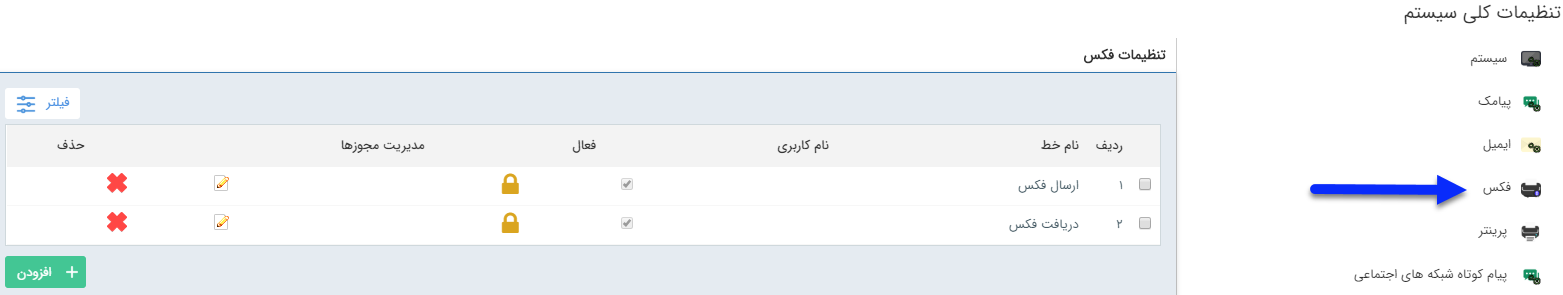 تنظیمات کلی سیستم
سیستم
پیامک
ایمیل
فکس
پرینتر
پیام کوتاه شبکه های اجتماعی
تنظیمات فکس
فیلتر
ردیف نام خط نام کاربری فعال مدیریت مجوزها حذف
۱ ارسال فکس
۲ دریافت فکس
+ افزودن